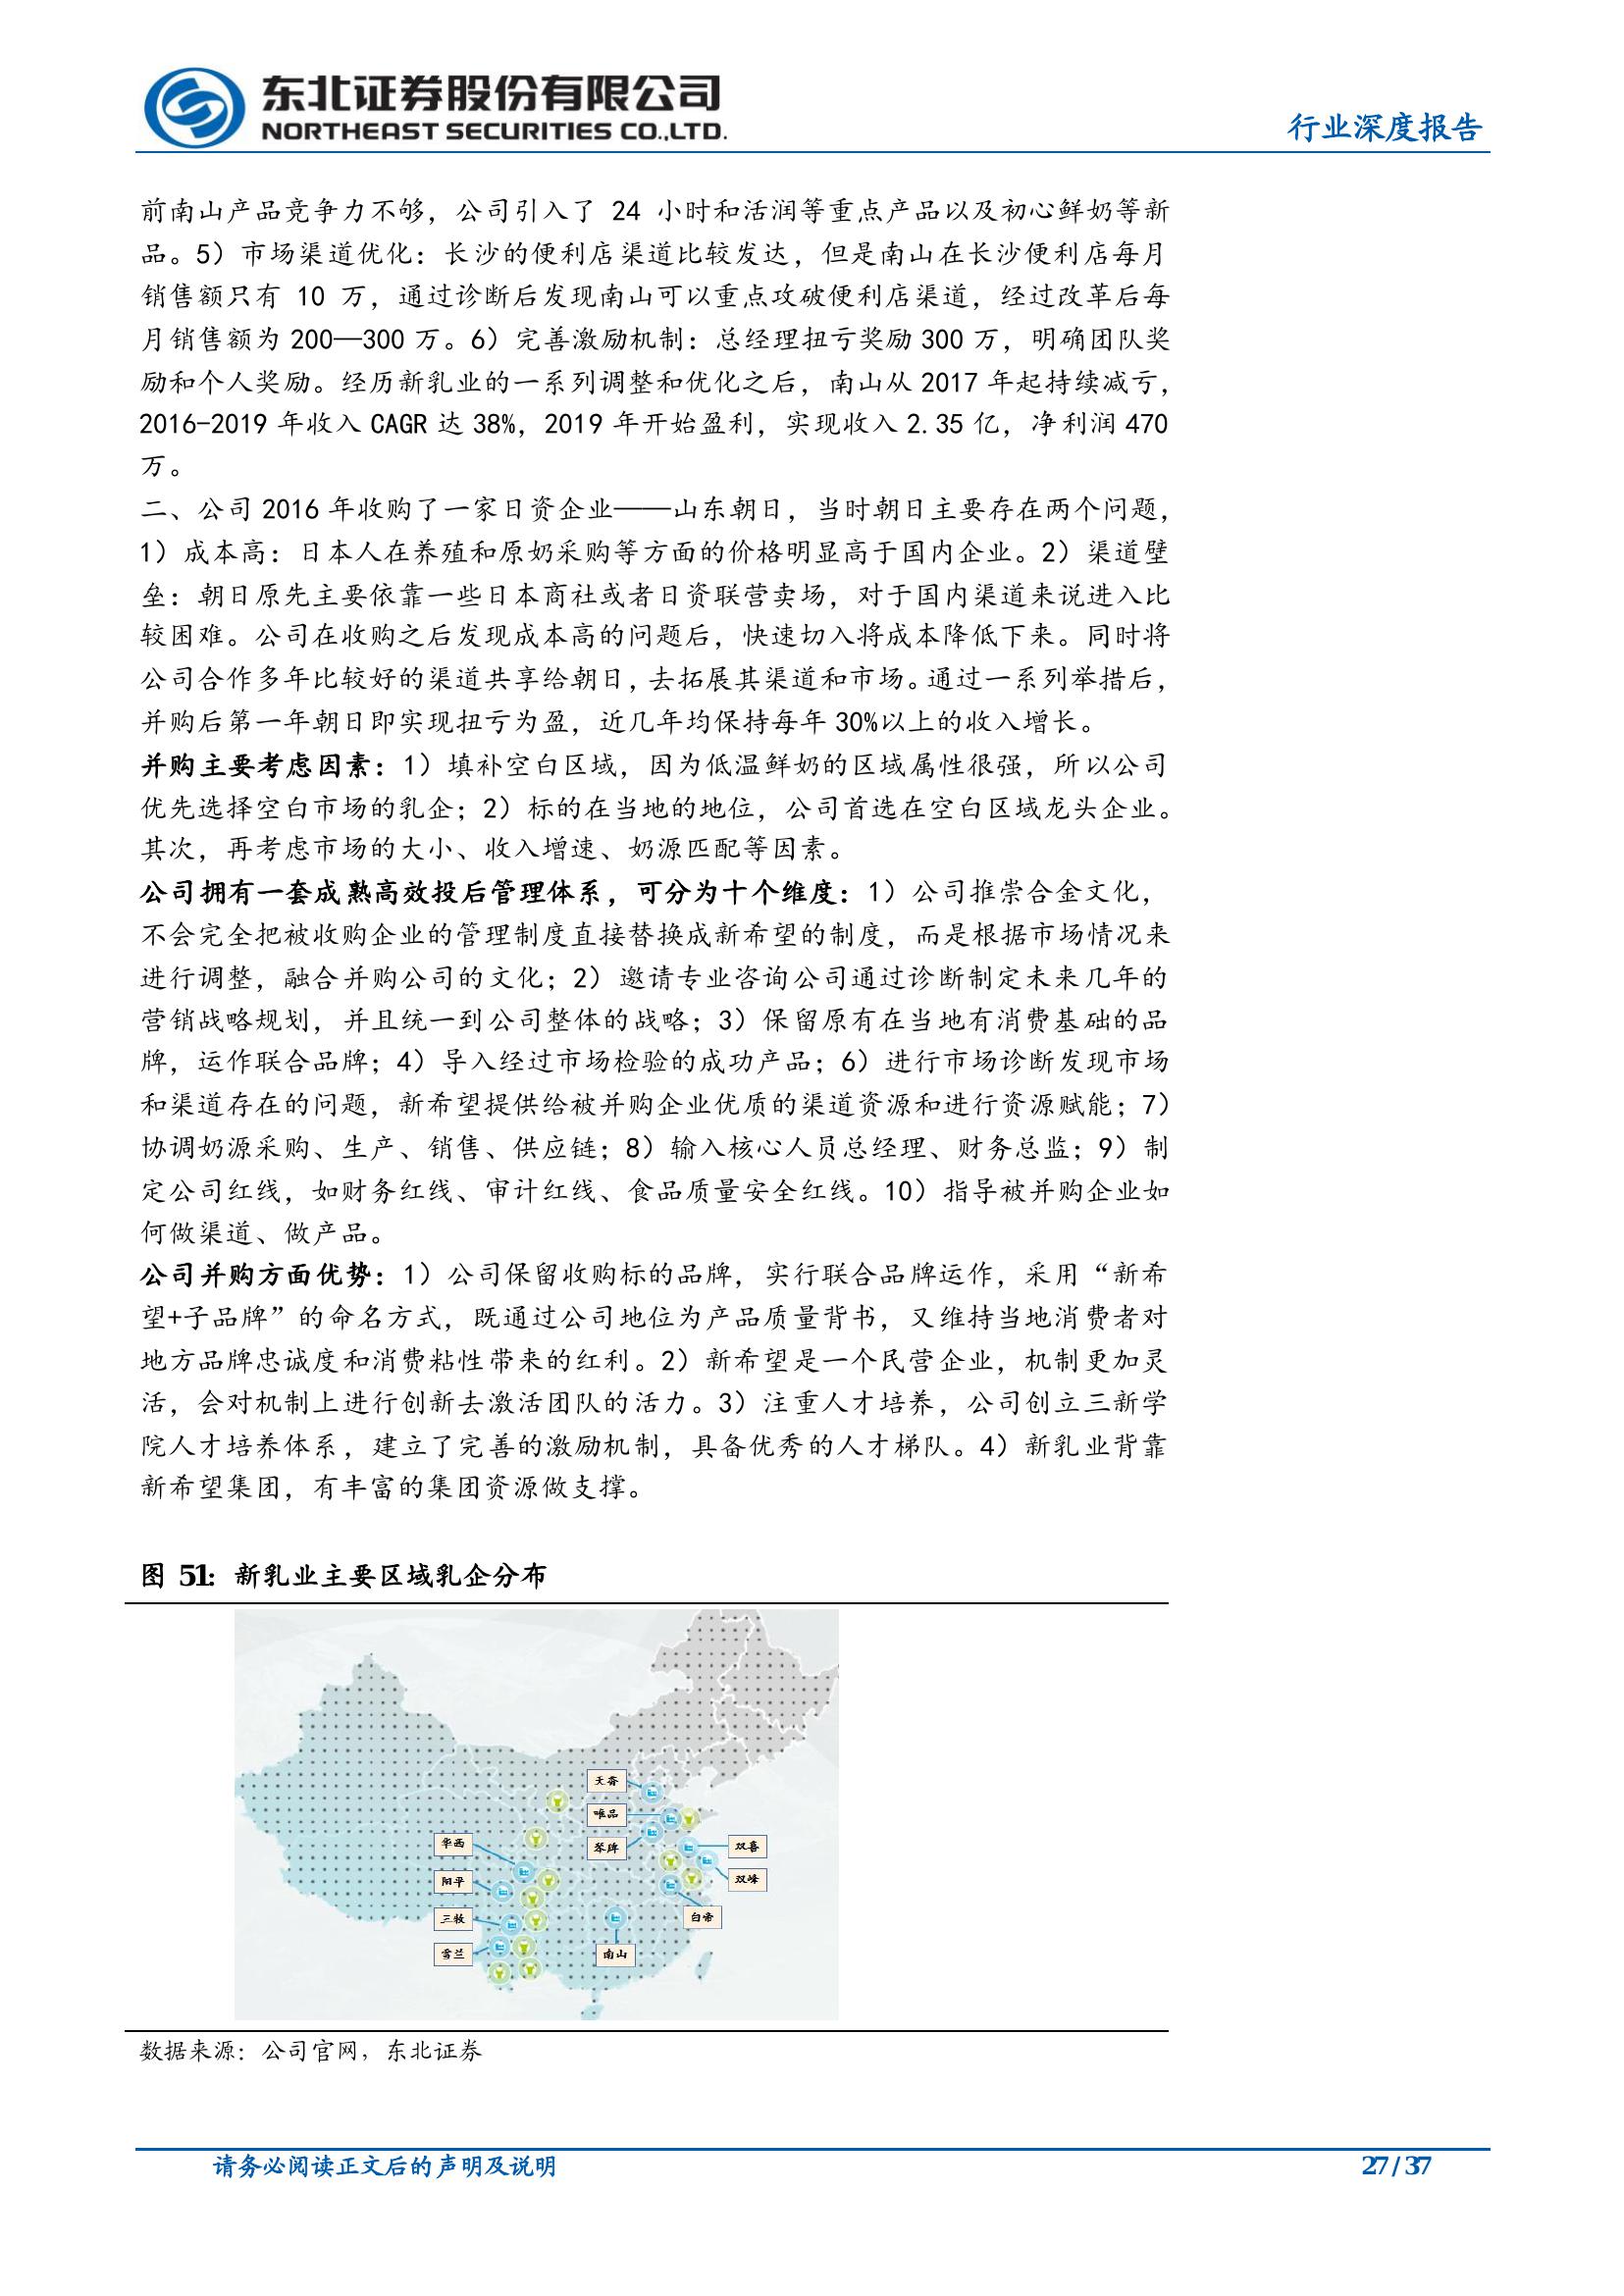 东北证券股份有限公司
NORTHEAST SECURITIES CO.,LTD.
行业深度报告
前南山产品竞争力不够，公司引入了 24 小时和活润等重点产品以及初心鲜奶等新
品。5）市场渠道优化：长沙的便利店渠道比较发达，但是南山在长沙便利店每月
销售额只有 10 万，通过诊断后发现南山可以重点攻破便利店渠道，经过改革后每
月销售额为 200—300 万。6）完善激励机制：总经理扭亏奖励 300 万，明确团队奖
励和个人奖励。经历新乳业的一系列调整和优化之后，南山从 2017 年起持续减亏，
2016-2019 年收入 CAGR 达 38%，2019 年开始盈利，实现收入 2.35 亿，净利润 470
万。
二、公司 2016 年收购了一家日资企业——山东朝日，当时朝日主要存在两个问题，
1）成本高：日本人在养殖和原奶采购等方面的价格明显高于国内企业。2）渠道壁
垒：朝日原先主要依靠一些日本商社或者日资联营卖场，对于国内渠道来说进入比
较困难。公司在收购之后发现成本高的问题后，快速切入将成本降低下来。同时将
公司合作多年比较好的渠道共享给朝日，去拓展其渠道和市场。通过一系列举措后，
并购后第一年朝日即实现扭亏为盈，近几年均保持每年 30%以上的收入增长。
并购主要考虑因素：1）填补空白区域，因为低温鲜奶的区域属性很强，所以公司
优先选择空白市场的乳企；2）标的在当地的地位，公司首选在空白区域龙头企业。
其次，再考虑市场的大小、收入增速、奶源匹配等因素。
公司拥有一套成熟高效投后管理体系，可分为十个维度：1）公司推崇合金文化，
不会完全把被收购企业的管理制度直接替换成新希望的制度，而是根据市场情况来
进行调整，融合并购公司的文化；2）邀请专业咨询公司通过诊断制定未来几年的
营销战略规划，并且统一到公司整体的战略；3）保留原有在当地有消费基础的品
牌，运作联合品牌；4）导入经过市场检验的成功产品；6）进行市场诊断发现市场
和渠道存在的问题，新希望提供给被并购企业优质的渠道资源和进行资源赋能；7）
协调奶源采购、生产、销售、供应链；8）输入核心人员总经理、财务总监；9）制
定公司红线，如财务红线、审计红线、食品质量安全红线。10）指导被并购企业如
何做渠道、做产品。
公司并购方面优势：1）公司保留收购标的品牌，实行联合品牌运作，采用“新希
望+子品牌”的命名方式，既通过公司地位为产品质量背书，又维持当地消费者对
地方品牌忠诚度和消费粘性带来的红利。2）新希望是一个民营企业，机制更加灵
活，会对机制上进行创新去激活团队的活力。3）注重人才培养，公司创立三新学
院人才培养体系，建立了完善的激励机制，具备优秀的人才梯队。4）新乳业背靠
新希望集团，有丰富的集团资源做支撑。
图 51：新乳业主要区域乳企分布
天香
唯品
琴牌
华西
双喜
阳平
双峰
三牧
白帝
雪兰
南山
数据来源：公司官网，东北证券
请务必阅读正文后的声明及说明
27 / 37